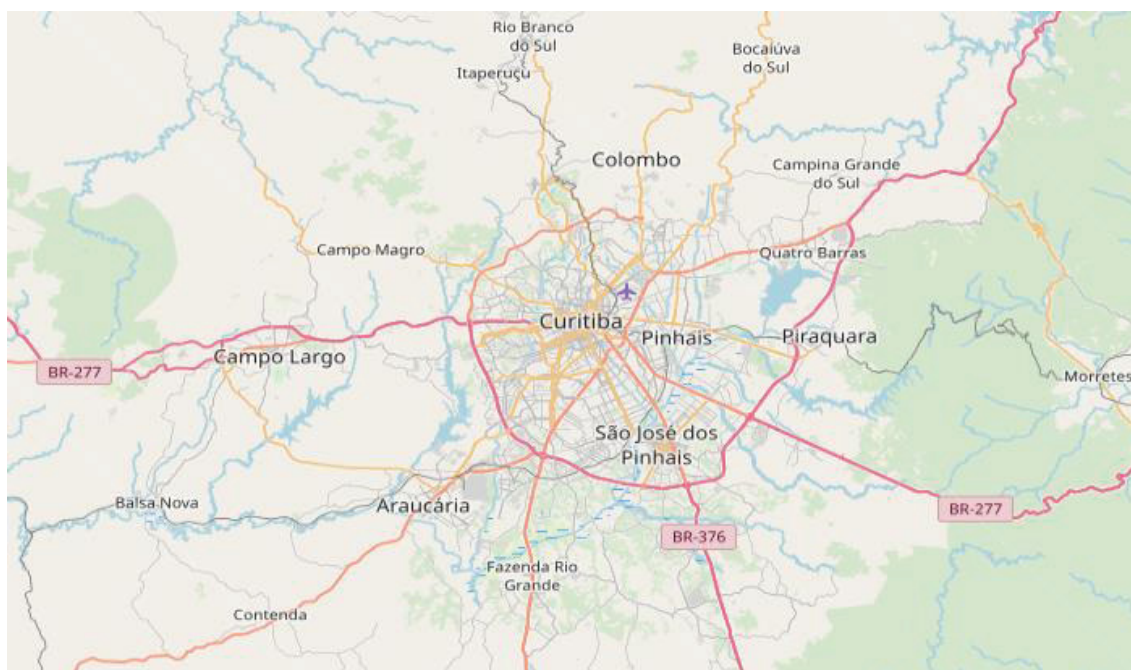 Rio Branco
do Sul
Bocaiúva
do Sul
Itaperuçu
Colombo
Campina Grande
do Sul
Campo Magro
Quatro Barras
Curitiba
Pinhais
Piraquara
Campo Largo
BR-277
Morretes
São José dos
Pinhais
Balsa Nova
Araucária
BR-277
BR-376
Fazenda Rio
Grande
Contenda